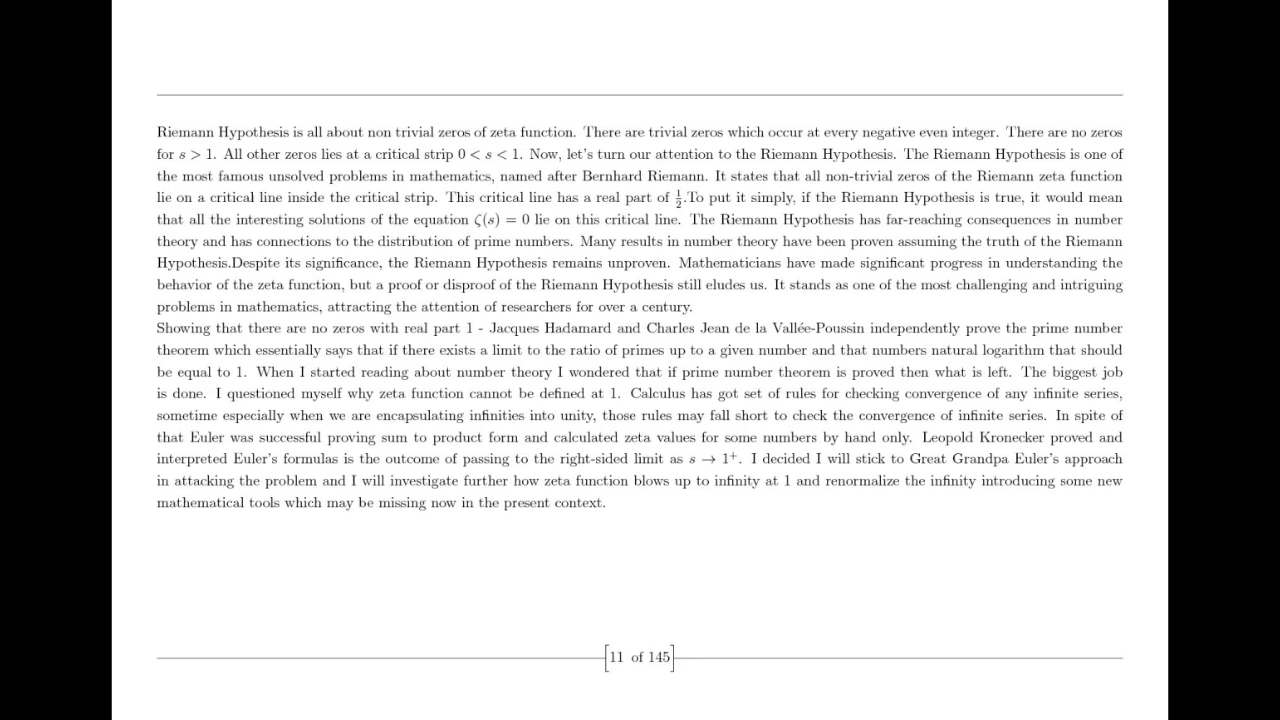 Riemann Hypothesis is all about non trivial zeros of zeta function. There are trivial zeros which occur at every negative even integer. There are no zeros
for s > 1. All other zeros lies at a critical strip 0 < s < 1. Now, let's turn our attention to the Riemann Hypothesis. The Riemann Hypothesis is one of
the most famous unsolved problems in mathematics, named after Bernhard Riemann. It states that all non-trivial zeros of the Riemann zeta function
lie on a critical line inside the critical strip. This critical line has a real part of 1/2.To put it simply, if the Riemann Hypothesis is true, it would mean
that all the interesting solutions of the equation ζ(s) = 0 lie on this critical line. The Riemann Hypothesis has far-reaching consequences in number
theory and has connections to the distribution of prime numbers. Many results in number theory have been proven assuming the truth of the Riemann
Hypothesis.Despite its significance, the Riemann Hypothesis remains unproven. Mathematicians have made significant progress in understanding the
behavior of the zeta function, but a proof or disproof of the Riemann Hypothesis still eludes us. It stands as one of the most challenging and intriguing
problems in mathematics, attracting the attention of researchers for over a century.
Showing that there are no zeros with real part 1 - Jacques Hadamard and Charles Jean de la Vallée-Poussin independently prove the prime number
theorem which essentially says that if there exists a limit to the ratio of primes up to a given number and that numbers natural logarithm that should
be equal to 1. When I started reading about number theory I wondered that if prime number theorem is proved then what is left. The biggest job
is done. I questioned myself why zeta function cannot be defined at 1. Calculus has got set of rules for checking convergence of any infinite series,
sometime especially when we are encapsulating infinities into unity, those rules may fall short to check the convergence of infinite series. In spite of
that Euler was successful proving sum to product form and calculated zeta values for some numbers by hand only. Leopold Kronecker proved and
interpreted Euler's formulas is the outcome of passing to the right-sided limit as s → 1⁺. I decided I will stick to Great Grandpa Euler's approach
in attacking the problem and I will investigate further how zeta function blows up to infinity at 1 and renormalize the infinity introducing some new
mathematical tools which may be missing now in the present context.
[11 of 145]